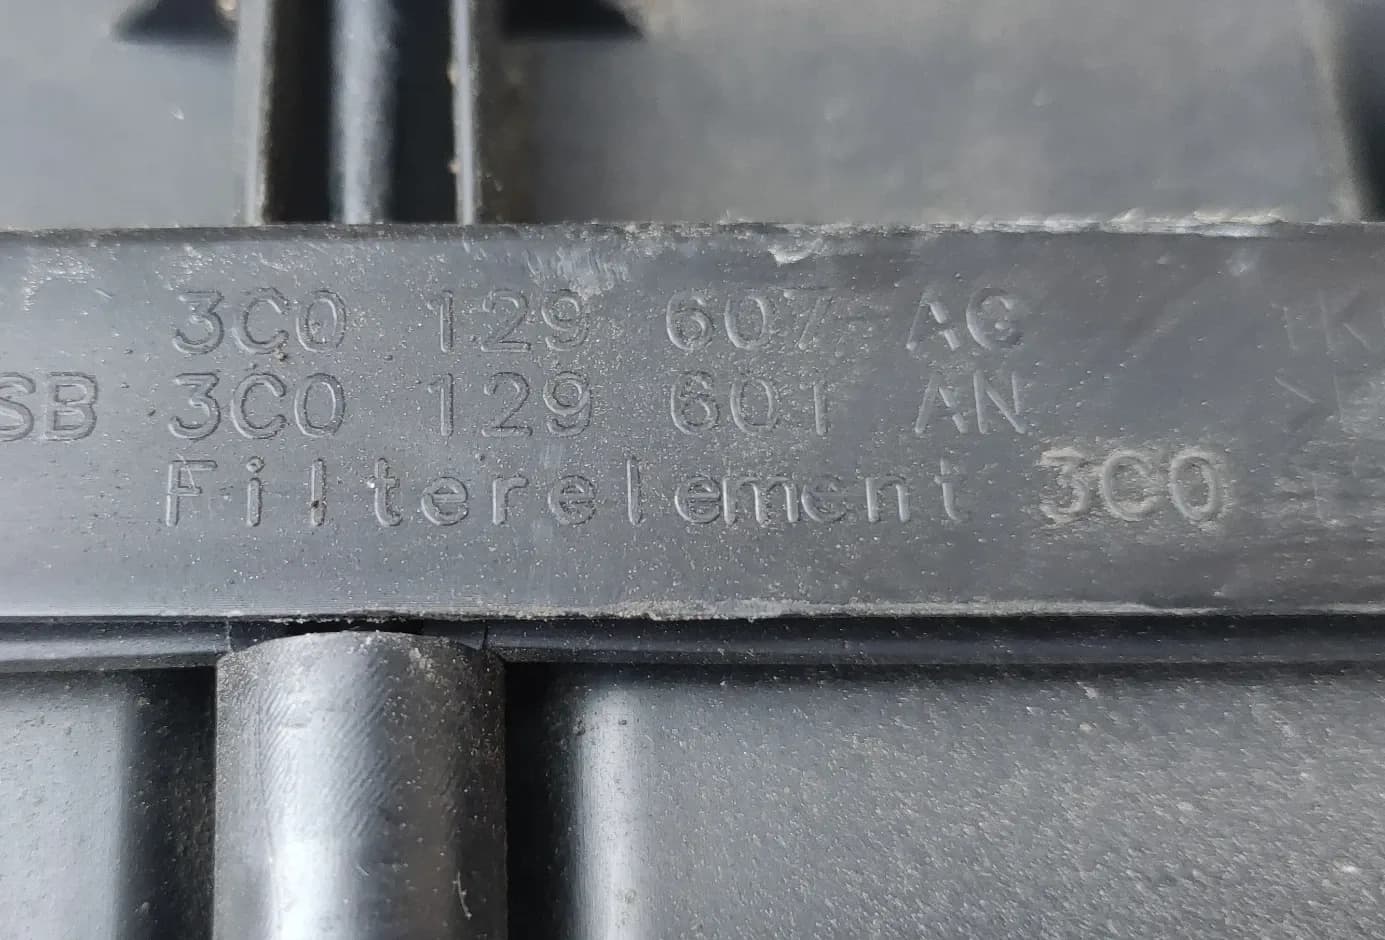 3C0 129 607 AG
SB 3C0 129 601 AN
Filterelement 3C0